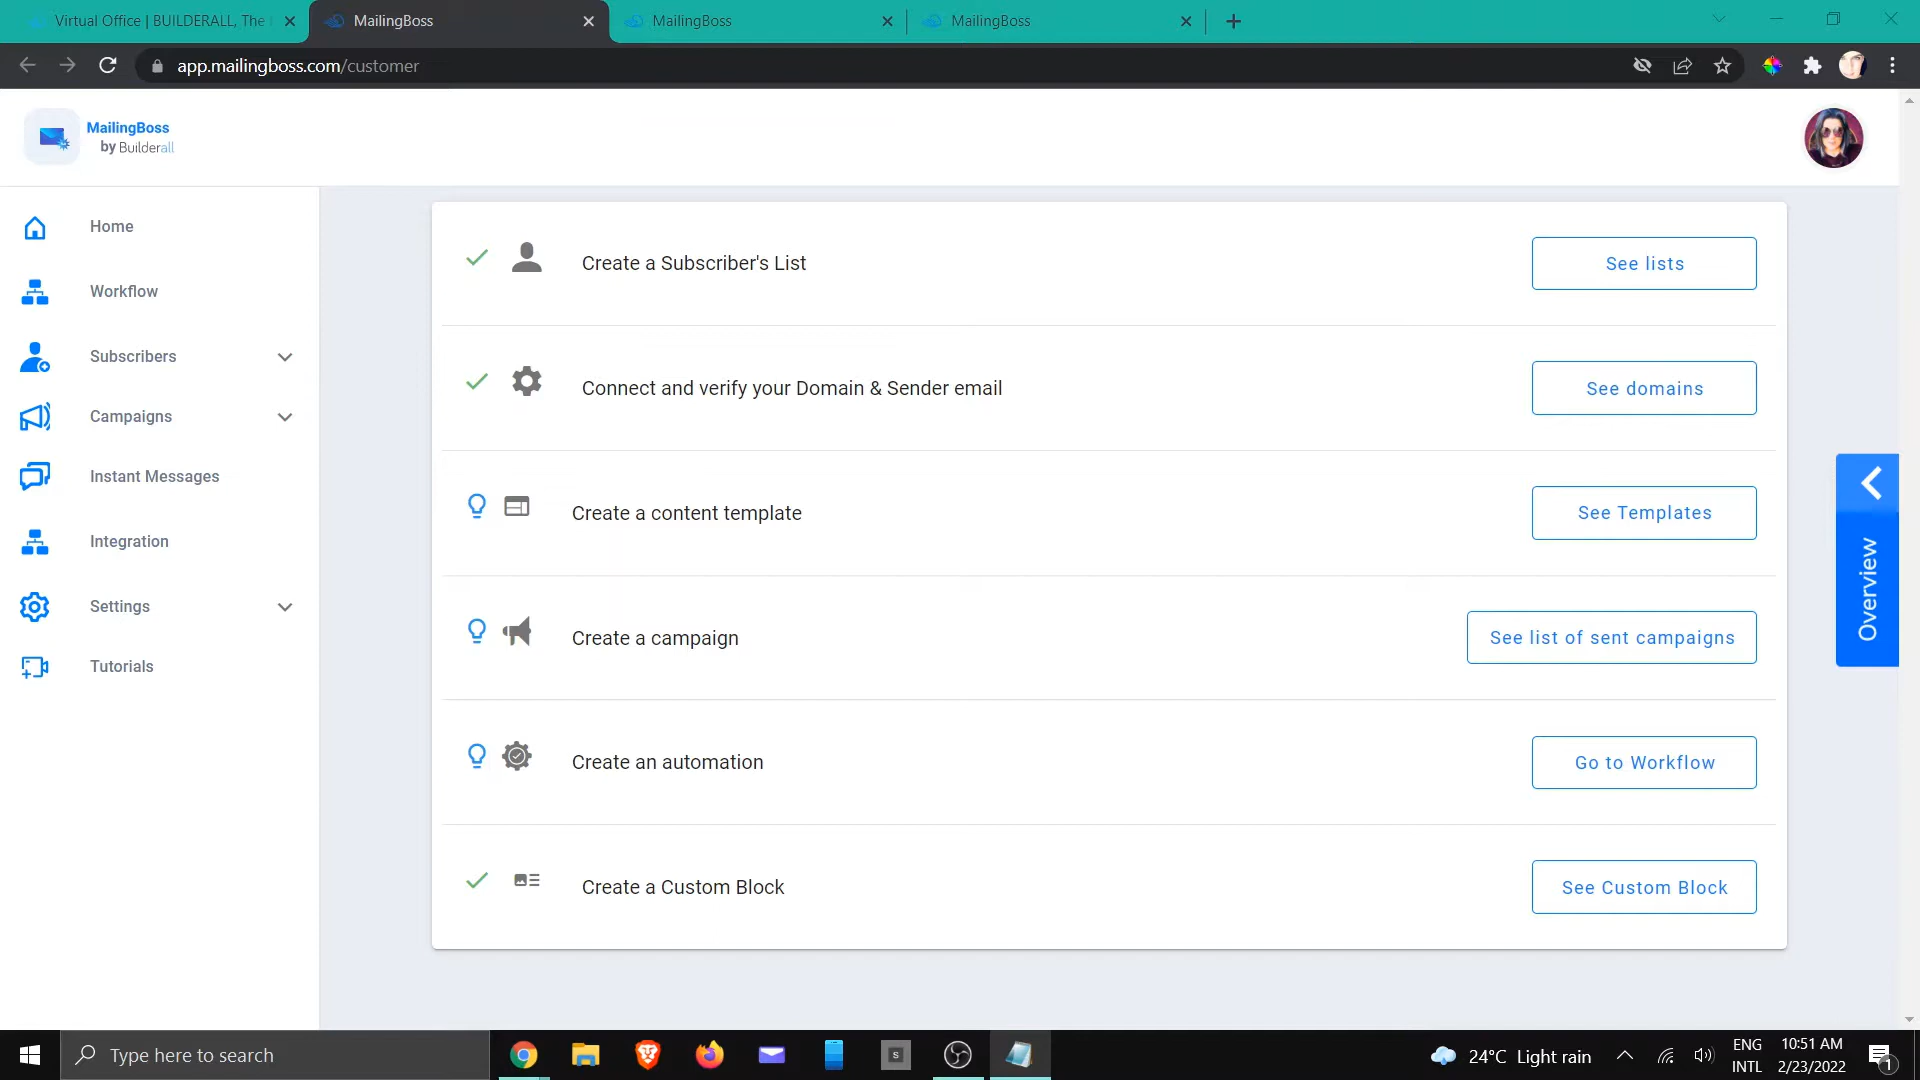 Virtual Office | BUILDERALL, The
MailingBoss
MailingBoss
MailingBoss
app.mailingboss.com/customer
MailingBoss
by Builderall
Home
Workflow
Subscribers
Campaigns
Instant Messages
Integration
Settings
Tutorials
Create a Subscriber's List
See lists
Connect and verify your Domain & Sender email
See domains
Create a content template
See Templates
Create a campaign
See list of sent campaigns
Create an automation
Go to Workflow
Create a Custom Block
See Custom Block
Overview
Type here to search
S
24°C Light rain
ENG
INTL
10:51 AM
2/23/2022
1